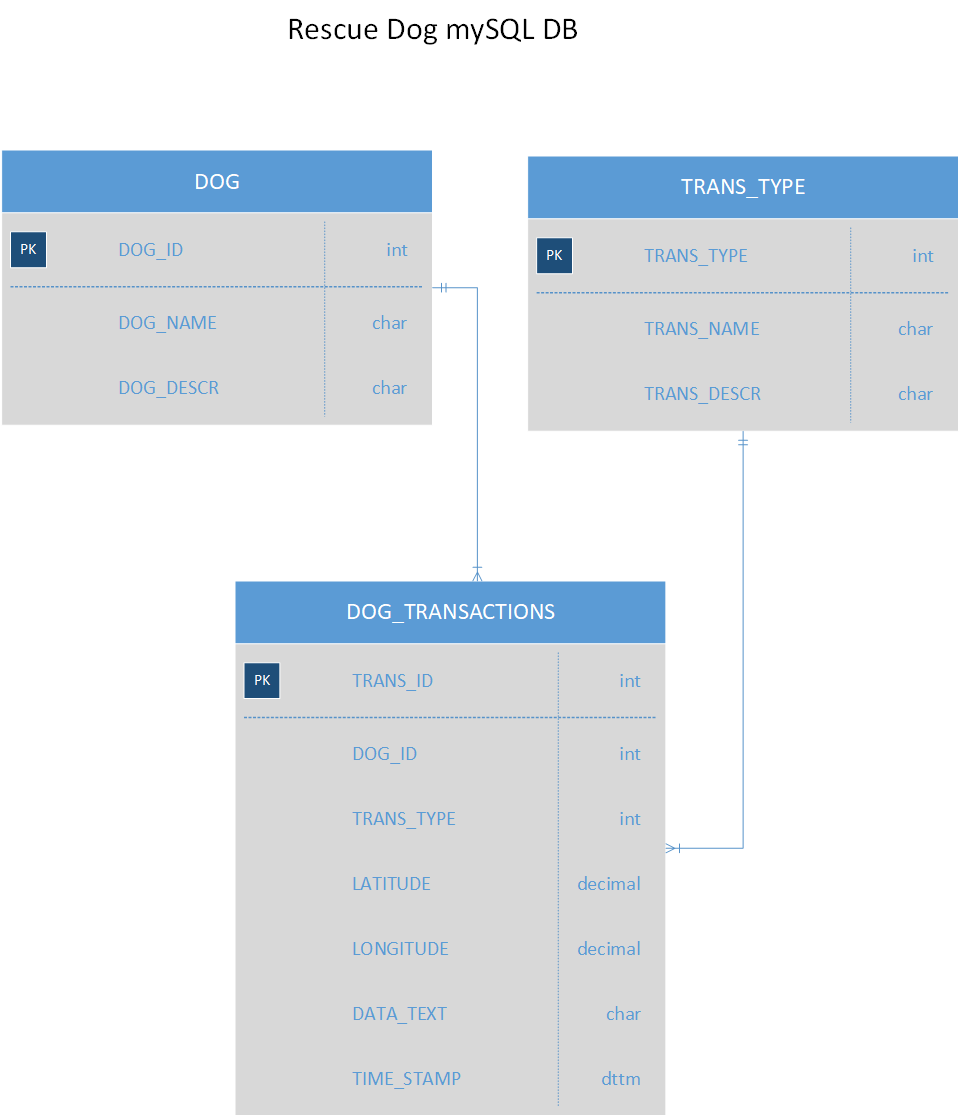 Rescue Dog mySQL DB
DOG
PK DOG_ID int
DOG_NAME char
DOG_DESCR char
TRANS_TYPE
PK TRANS_TYPE int
TRANS_NAME char
TRANS_DESCR char
DOG_TRANSACTIONS
PK TRANS_ID int
DOG_ID int
TRANS_TYPE int
LATITUDE decimal
LONGITUDE decimal
DATA_TEXT char
TIME_STAMP dttm